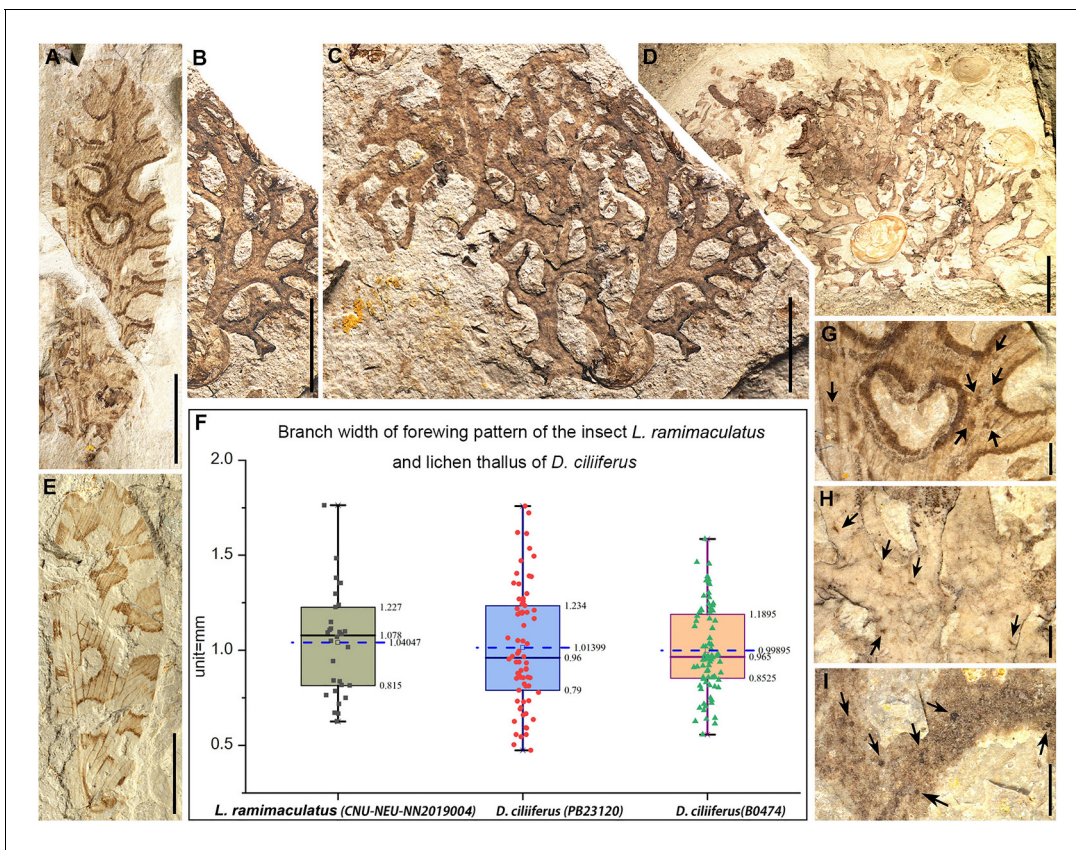 A
B
C
D
E
F
Branch width of forewing pattern of the insect L. ramimaculatus
and lichen thallus of D. ciliiferus
2.0
1.5
1.0
0.5
unit=mm
1.227
1.078
1.04047
0.815
1.234
1.01399
0.96
0.79
1.1895
0.99895
0.965
0.8525
L. ramimaculatus (CNU-NEU-NN2019004)
D. ciliiferus (PB23120)
D. ciliiferus(B0474)
G
H
I